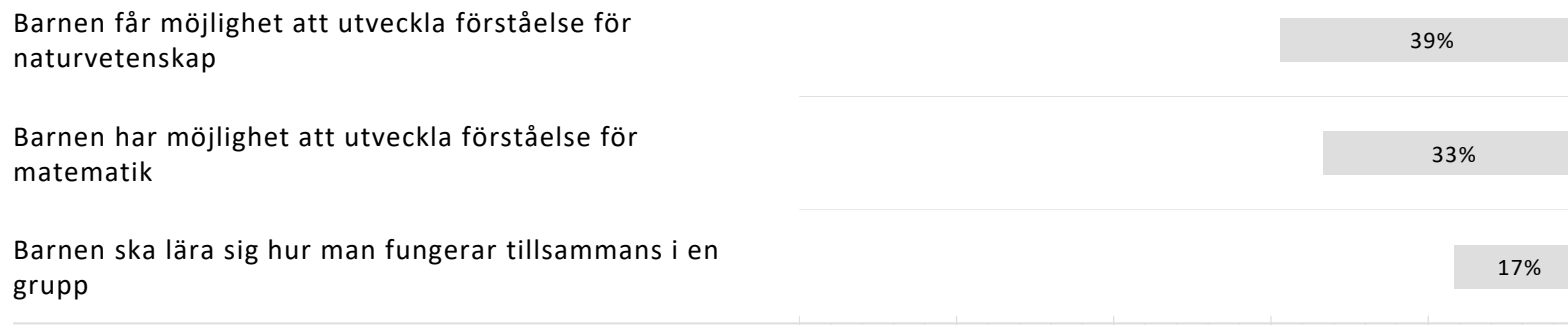 Barnen får möjlighet att utveckla förståelse för
naturvetenskap
39%
Barnen har möjlighet att utveckla förståelse för
matematik
33%
Barnen ska lära sig hur man fungerar tillsammans i en
grupp
17%